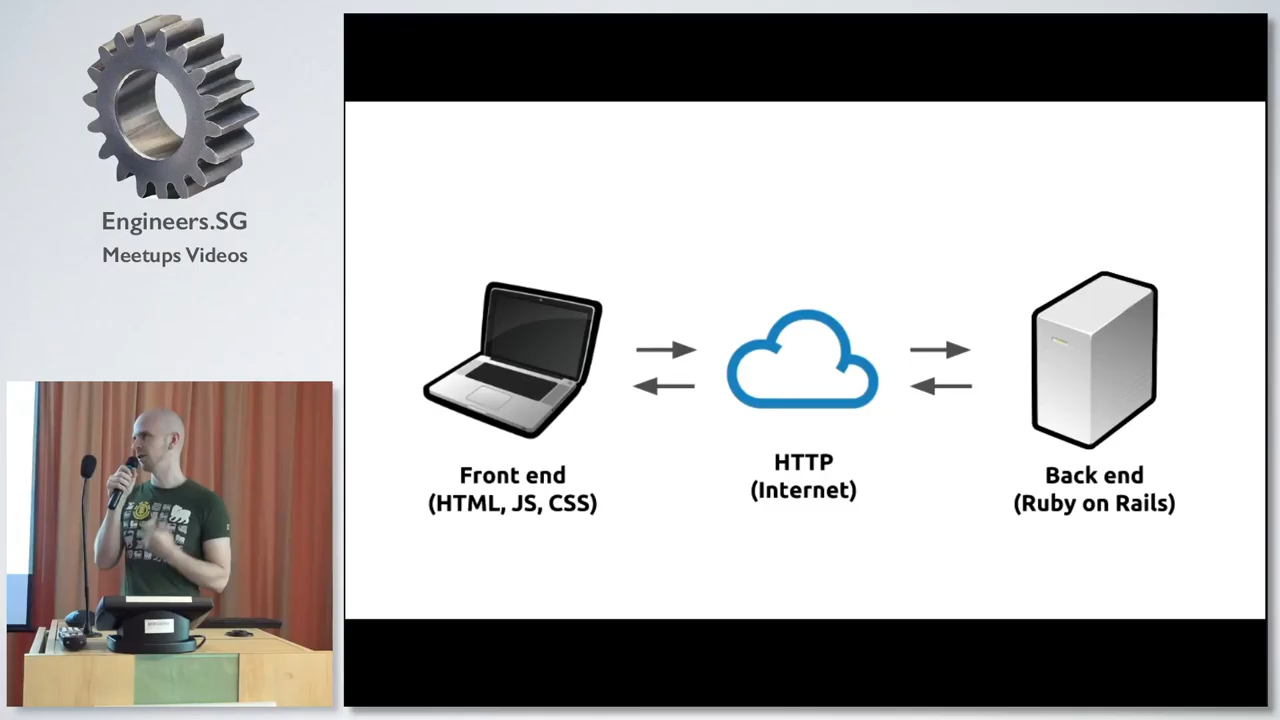 Engineers.SG
Meetups Videos
Front end
(HTML, JS, CSS)
HTTP
(Internet)
Back end
(Ruby on Rails)